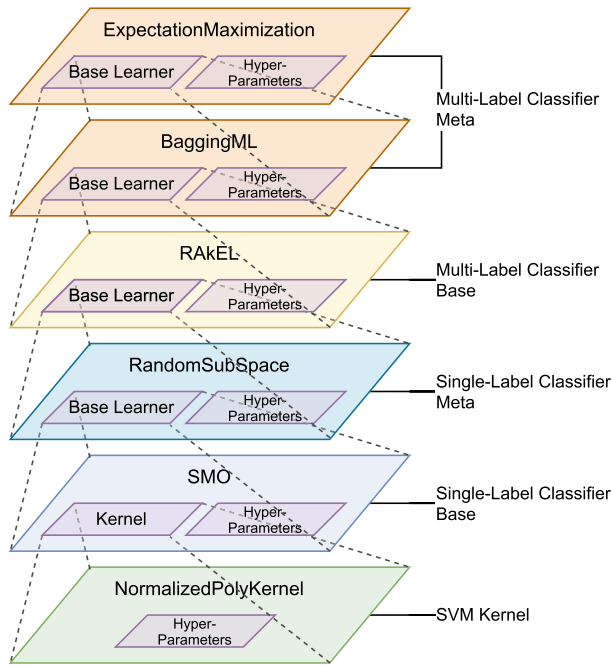 ExpectationMaximization
Base Learner
Hyper-
Parameters
Multi-Label Classifier
Meta
BaggingML
Base Learner
Hyper-
Parameters
RAkEL
Base Learner
Hyper-
Parameters
Multi-Label Classifier
Base
RandomSubSpace
Base Learner
Hyper-
Parameters
Single-Label Classifier
Meta
SMO
Kernel
Hyper-
Parameters
Single-Label Classifier
Base
NormalizedPolyKernel
Hyper-
Parameters
SVM Kernel